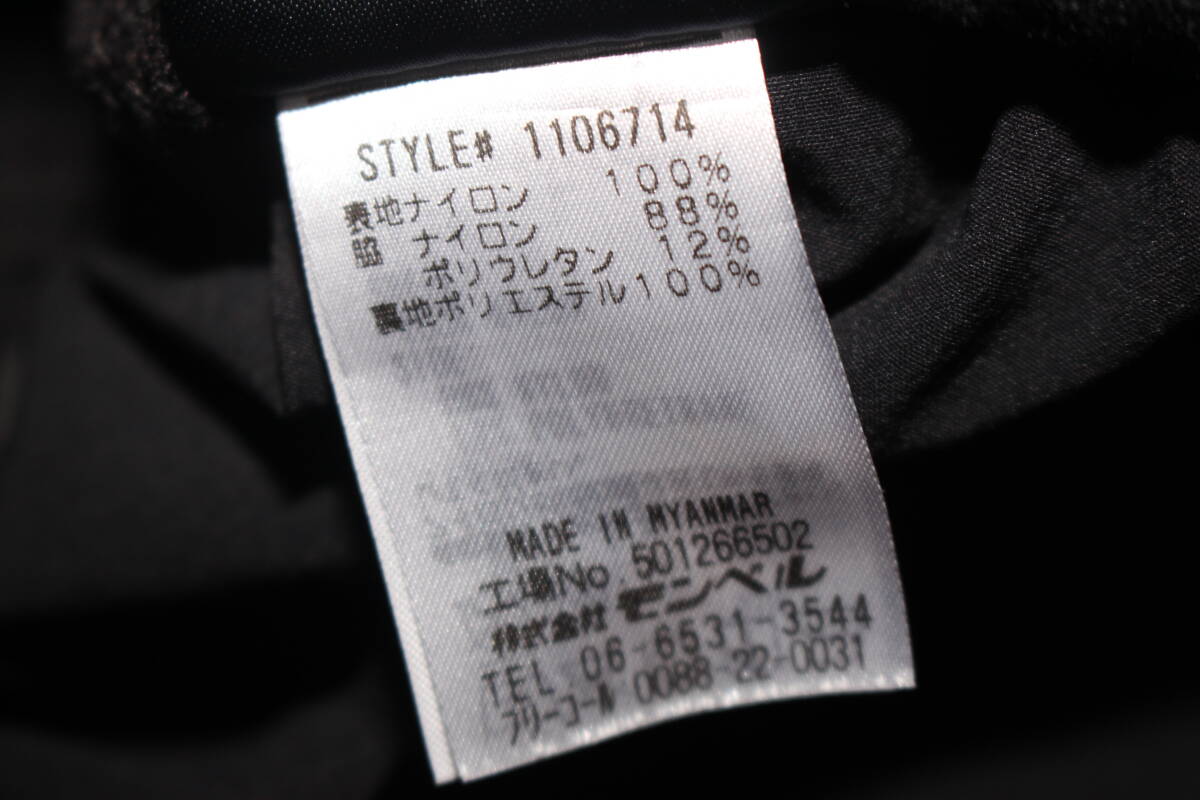 STYLE# 1106714
表地ナイロン 100%
脇 ナイロン 88%
ポリウレタン 12%
裏地ポリエステル100%
MADE IN MYANMAR
工場No.501266502
株式会社モンベル
TEL 06-6531-3544
フリーコール 0088-22-0031